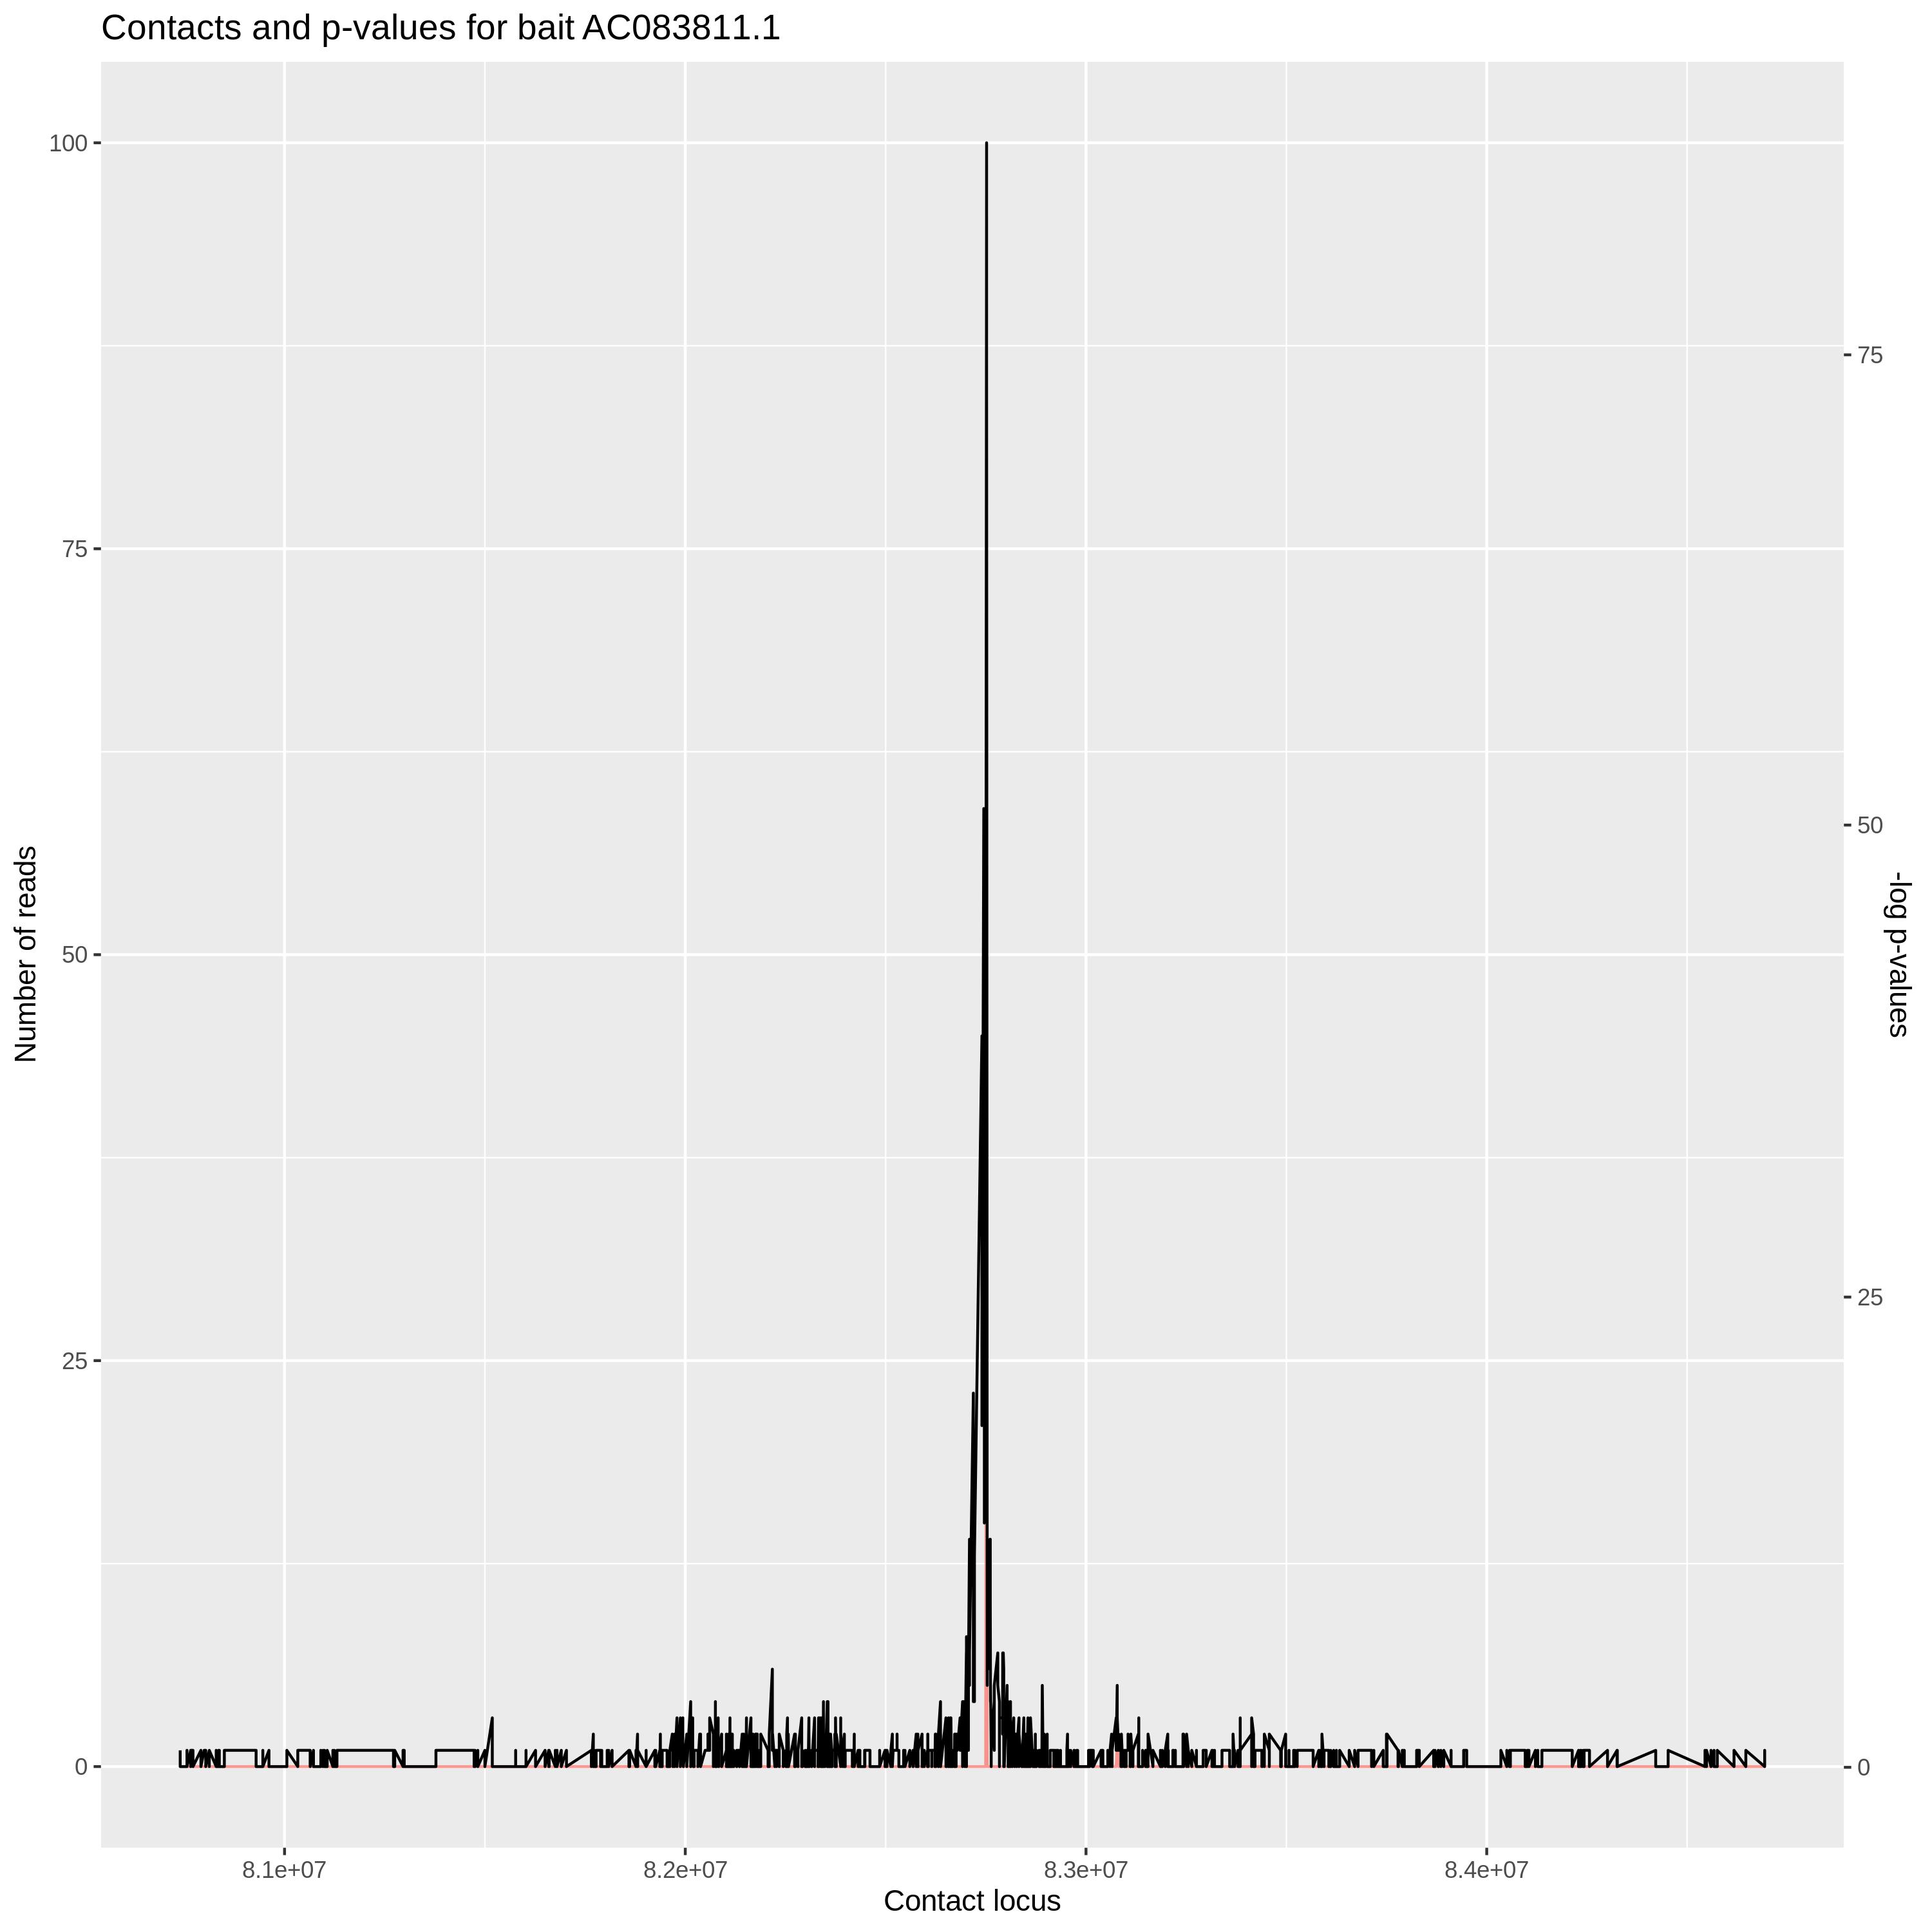 Contacts and p-values for bait AC083811.1
100
75
50
25
0
Number of reads
75
50
25
0
-log p-values
8.1e+07
8.2e+07
8.3e+07
8.4e+07
Contact locus